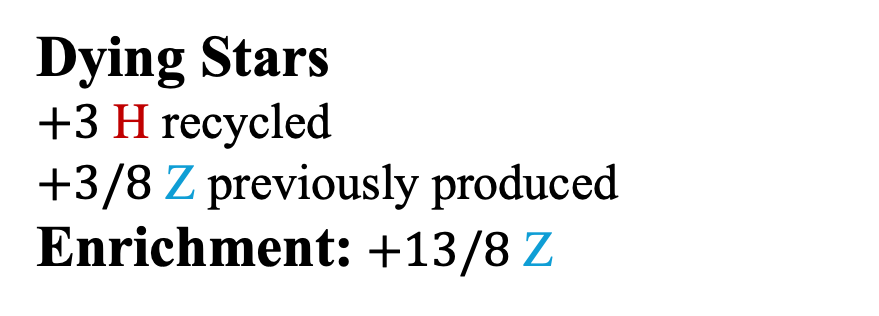 Dying Stars
+3 H recycled
+3/8 Z previously produced
Enrichment: +13/8 Z